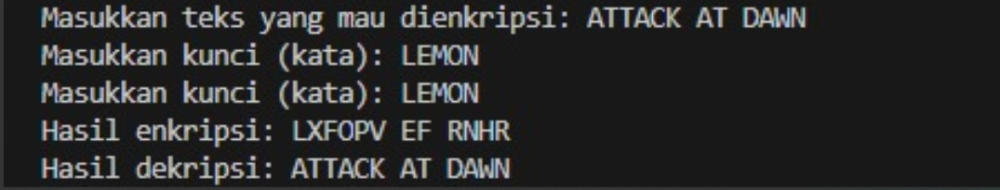 Masukkan teks yang mau dienkripsi: ATTACK AT DAWN
Masukkan kunci (kata): LEMON
Masukkan kunci (kata): LEMON
Hasil enkripsi: LXFOPV EF RNHR
Hasil dekripsi: ATTACK AT DAWN